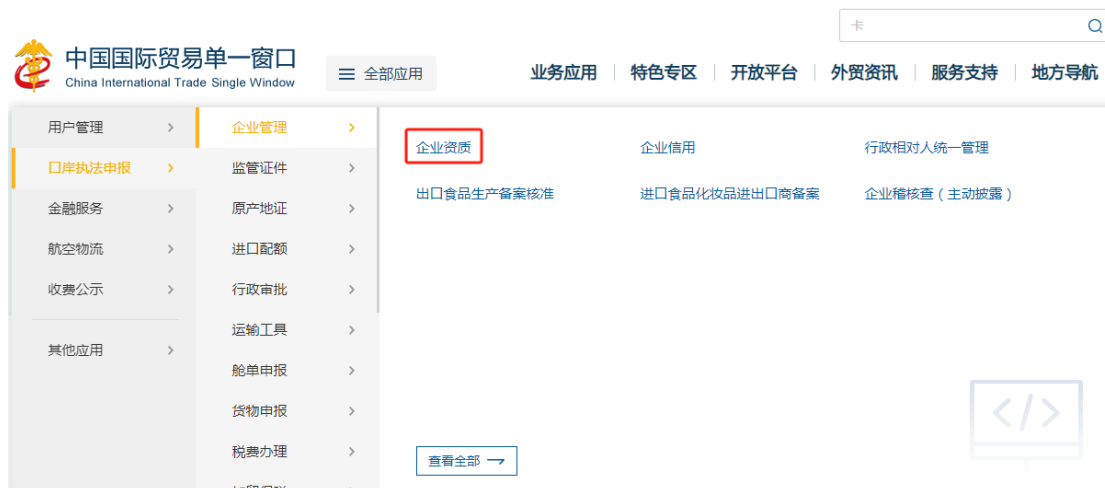 卡
中国国际贸易单一窗口
China International Trade Single Window
全部应用
业务应用 特色专区 开放平台 外贸资讯 服务支持 地方导航
用户管理
口岸执法申报
金融服务
航空物流
收费公示
其他应用
企业管理
监管证件
原产地证
进口配额
行政审批
运输工具
舱单申报
货物申报
税费办理
企业资质 企业信用 行政相对人统一管理
出口食品生产备案核准 进口食品化妆品进出口商备案 企业稽核查（主动披露）
</>
查看全部